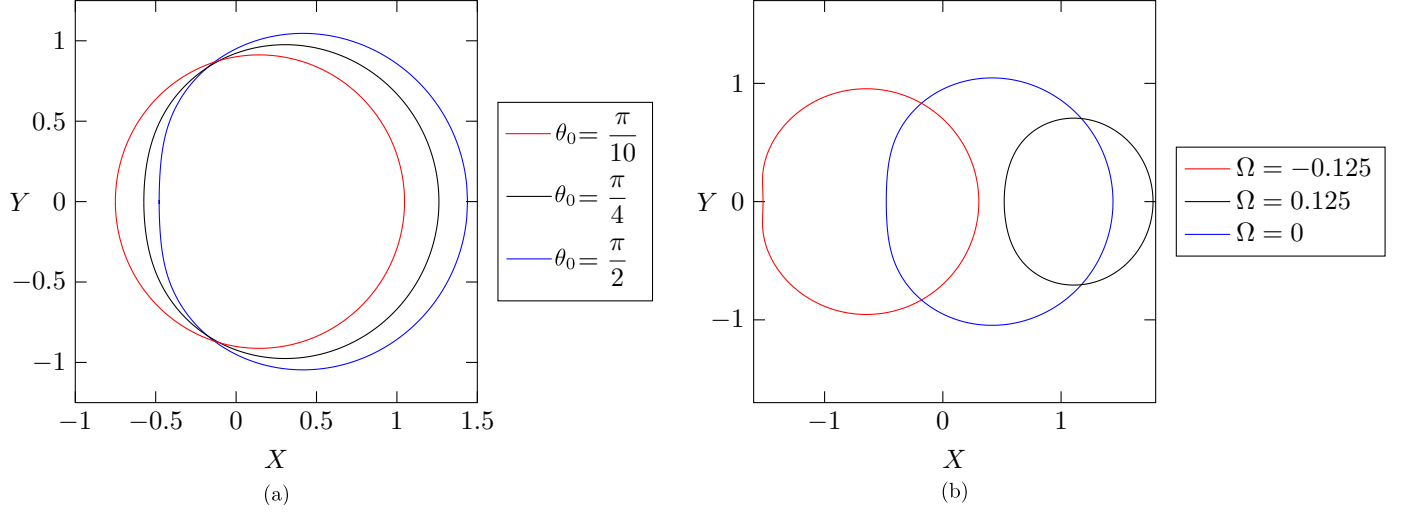 1
0.5
Y 0
−0.5
−1
−1 −0.5 0 0.5 1 1.5
X
(a)
θ₀= π/10
θ₀= π/4
θ₀= π/2
1
Y 0
−1
−1 0 1
X
(b)
Ω = −0.125
Ω = 0.125
Ω = 0